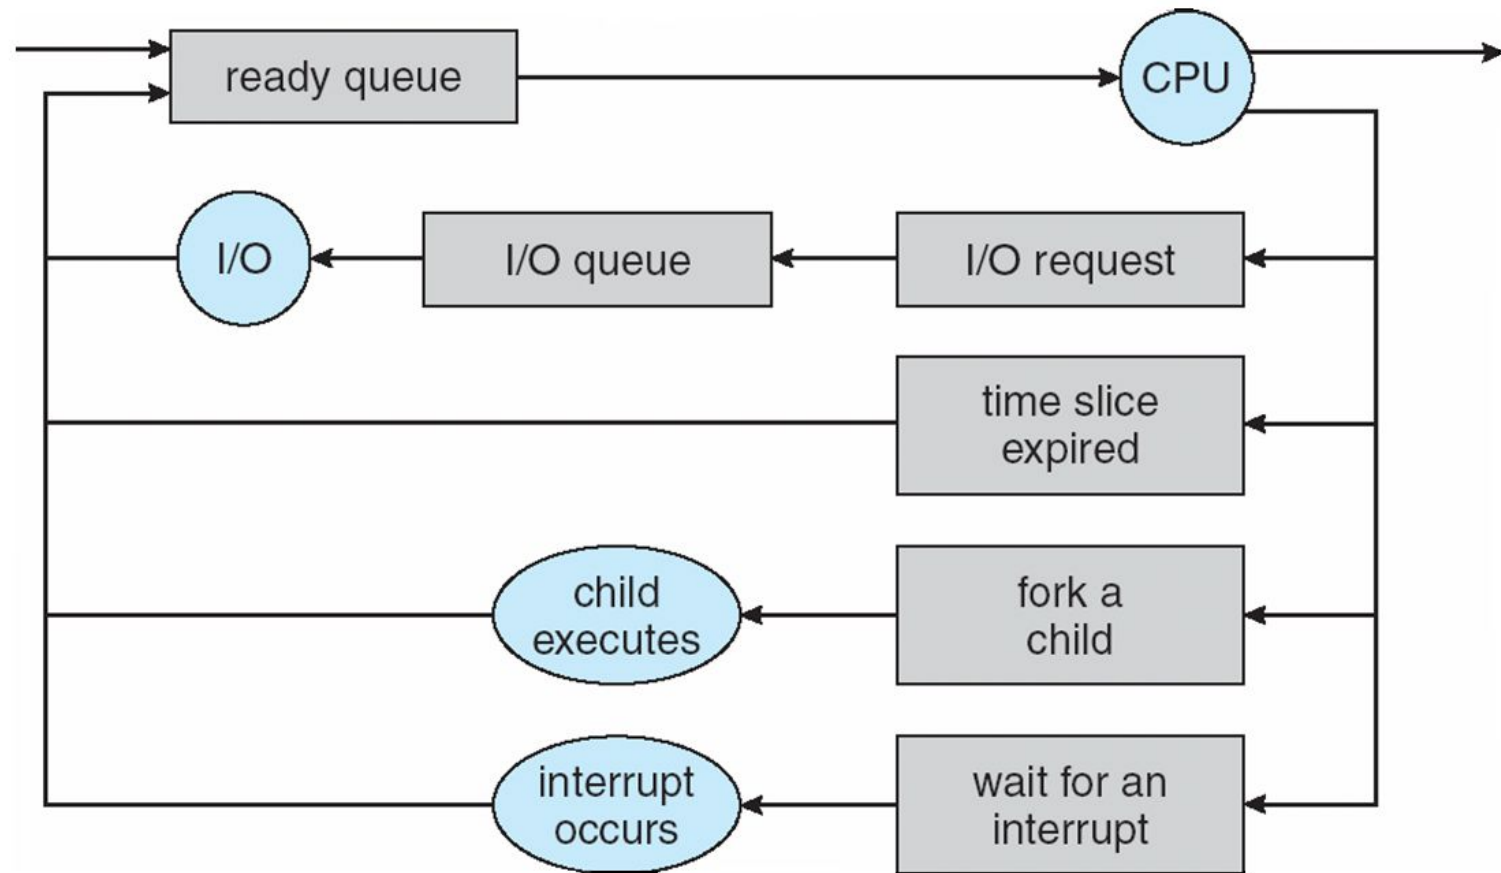 ready queue
CPU
I/O
I/O queue
I/O request
time slice
expired
child
executes
fork a
child
interrupt
occurs
wait for an
interrupt